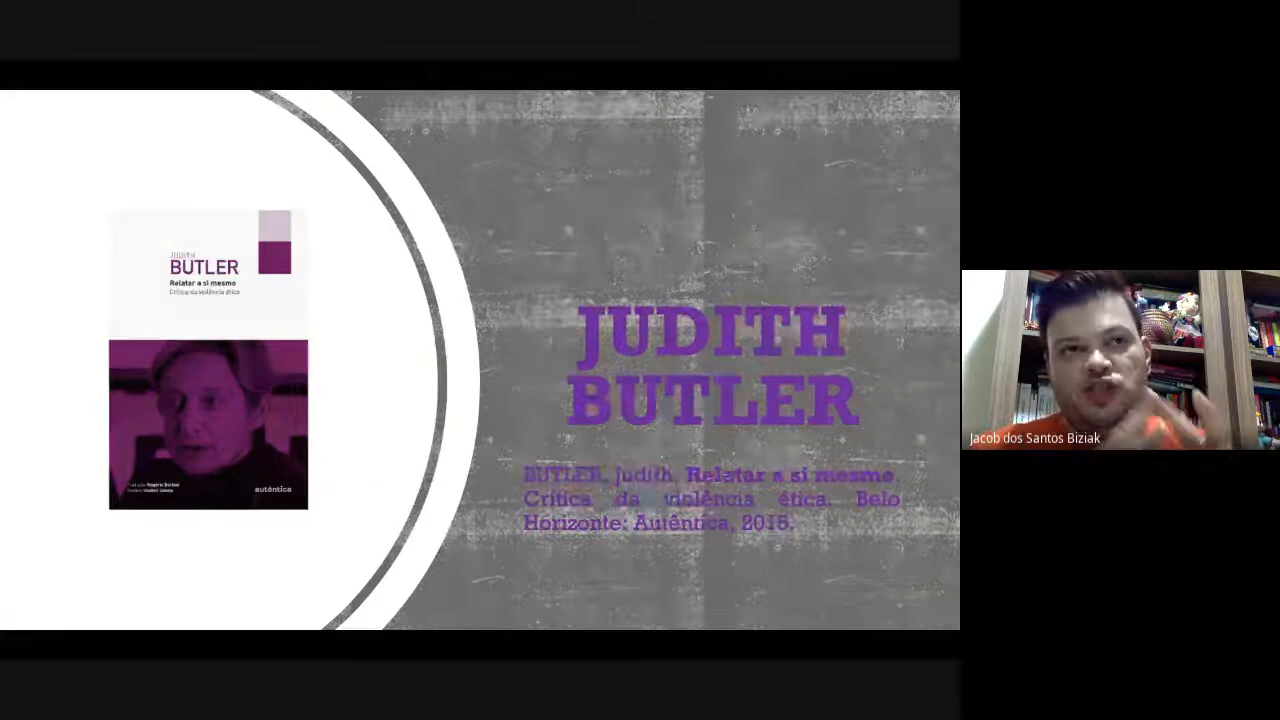 JUDITH
BUTLER
Relatar a si mesmo
Crítica da violência ética
autêntica
JUDITH
BUTLER
BUTLER, Judith. Relatar a si mesmo.
Crítica da violência ética. Belo
Horizonte: Autêntica, 2015.
Jacob dos Santos Biziak